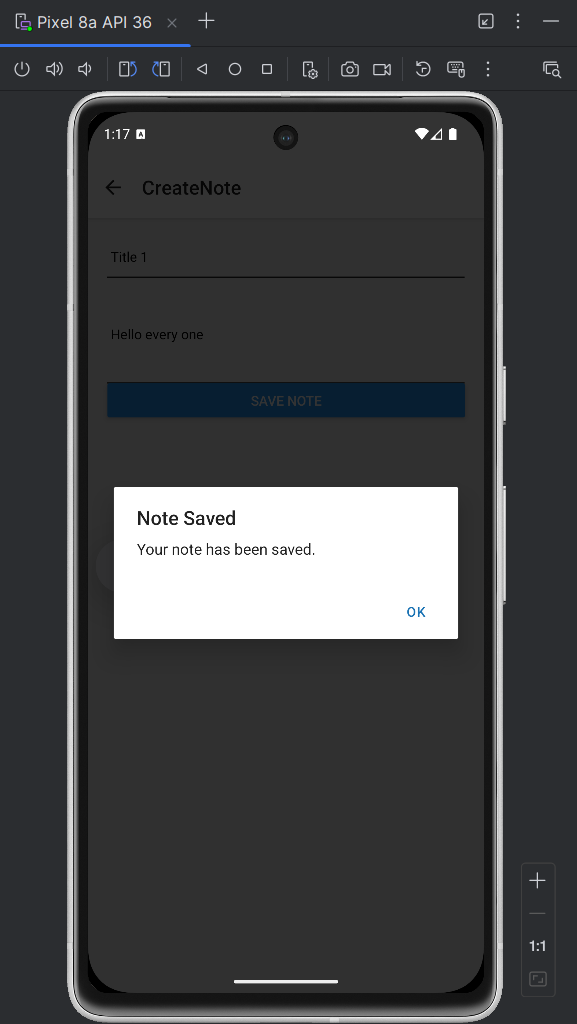 Pixel 8a API 36
1:17 A
CreateNote
Title 1
Hello every one
SAVE NOTE
Note Saved
Your note has been saved.
OK
1:1